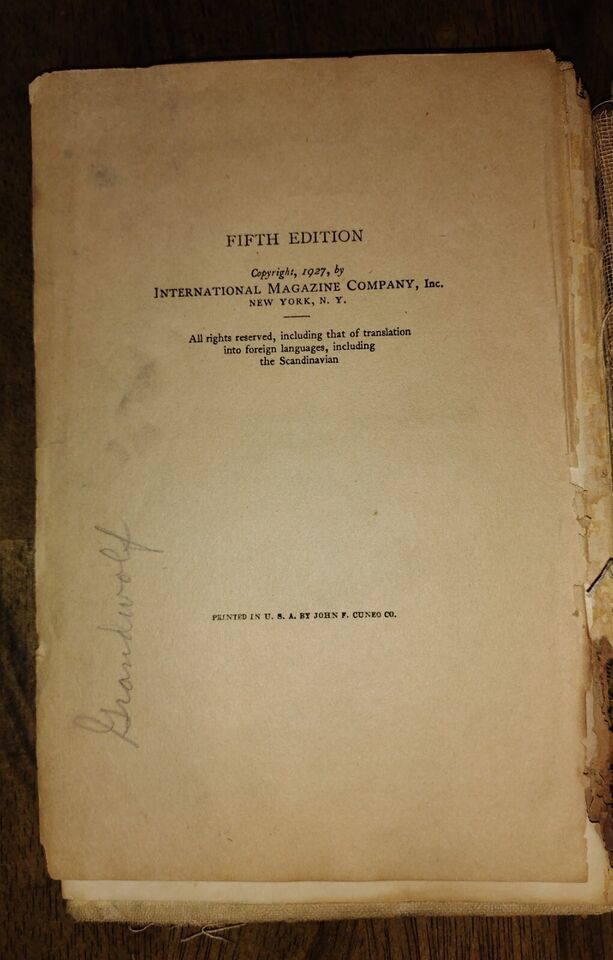 FIFTH EDITION
Copyright, 1927, by
INTERNATIONAL MAGAZINE COMPANY, Inc.
NEW YORK, N. Y.
All rights reserved, including that of translation
into foreign languages, including
the Scandinavian
PRINTED IN U. S. A. BY JOHN F. CUNEO CO.
Grandwolf